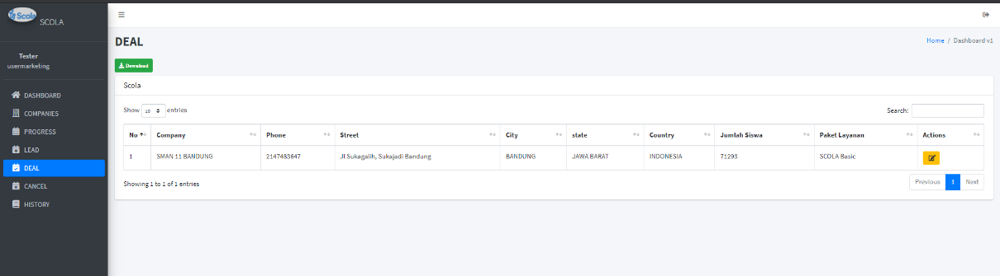 Scola SCOLA
Tester
usermarketing
DASHBOARD
COMPANIES
PROGRESS
LEAD
DEAL
CANCEL
HISTORY
DEAL
Home / Dashboard v1
Download
Scola
Show 10 entries
Search:
No Company Phone Street City state Country Jumlah Siswa Paket Layanan Actions
1 SMAN 11 BANDUNG 2147483647 Jl Sukagalih, Sukajadi Bandung BANDUNG JAWA BARAT INDONESIA 71293 SCOLA Basic
Showing 1 to 1 of 1 entries
Previous 1 Next